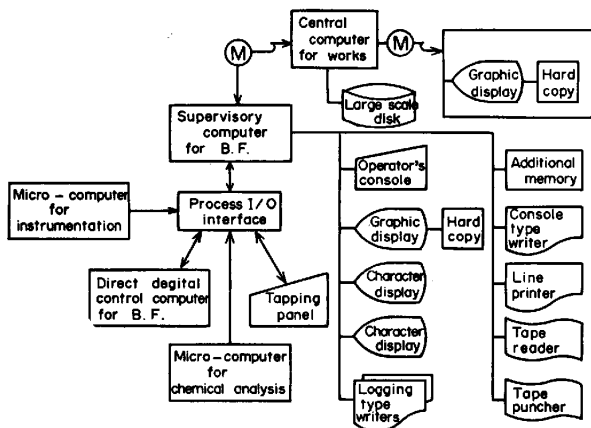 Central
computer
for works
M
M
Graphic
display
Hard
copy
Large scale
disk
Supervisory
computer
for B. F.
Operator's
console
Additional
memory
Micro - computer
for
instrumentation
Process I/O
interface
Graphic
display
Hard
copy
Console
type
writer
Direct degital
control computer
for B. F.
Tapping
panel
Character
display
Line
printer
Micro-computer
for
chemical analysis
Character
display
Tape
reader
Logging
type
writers
Tape
puncher